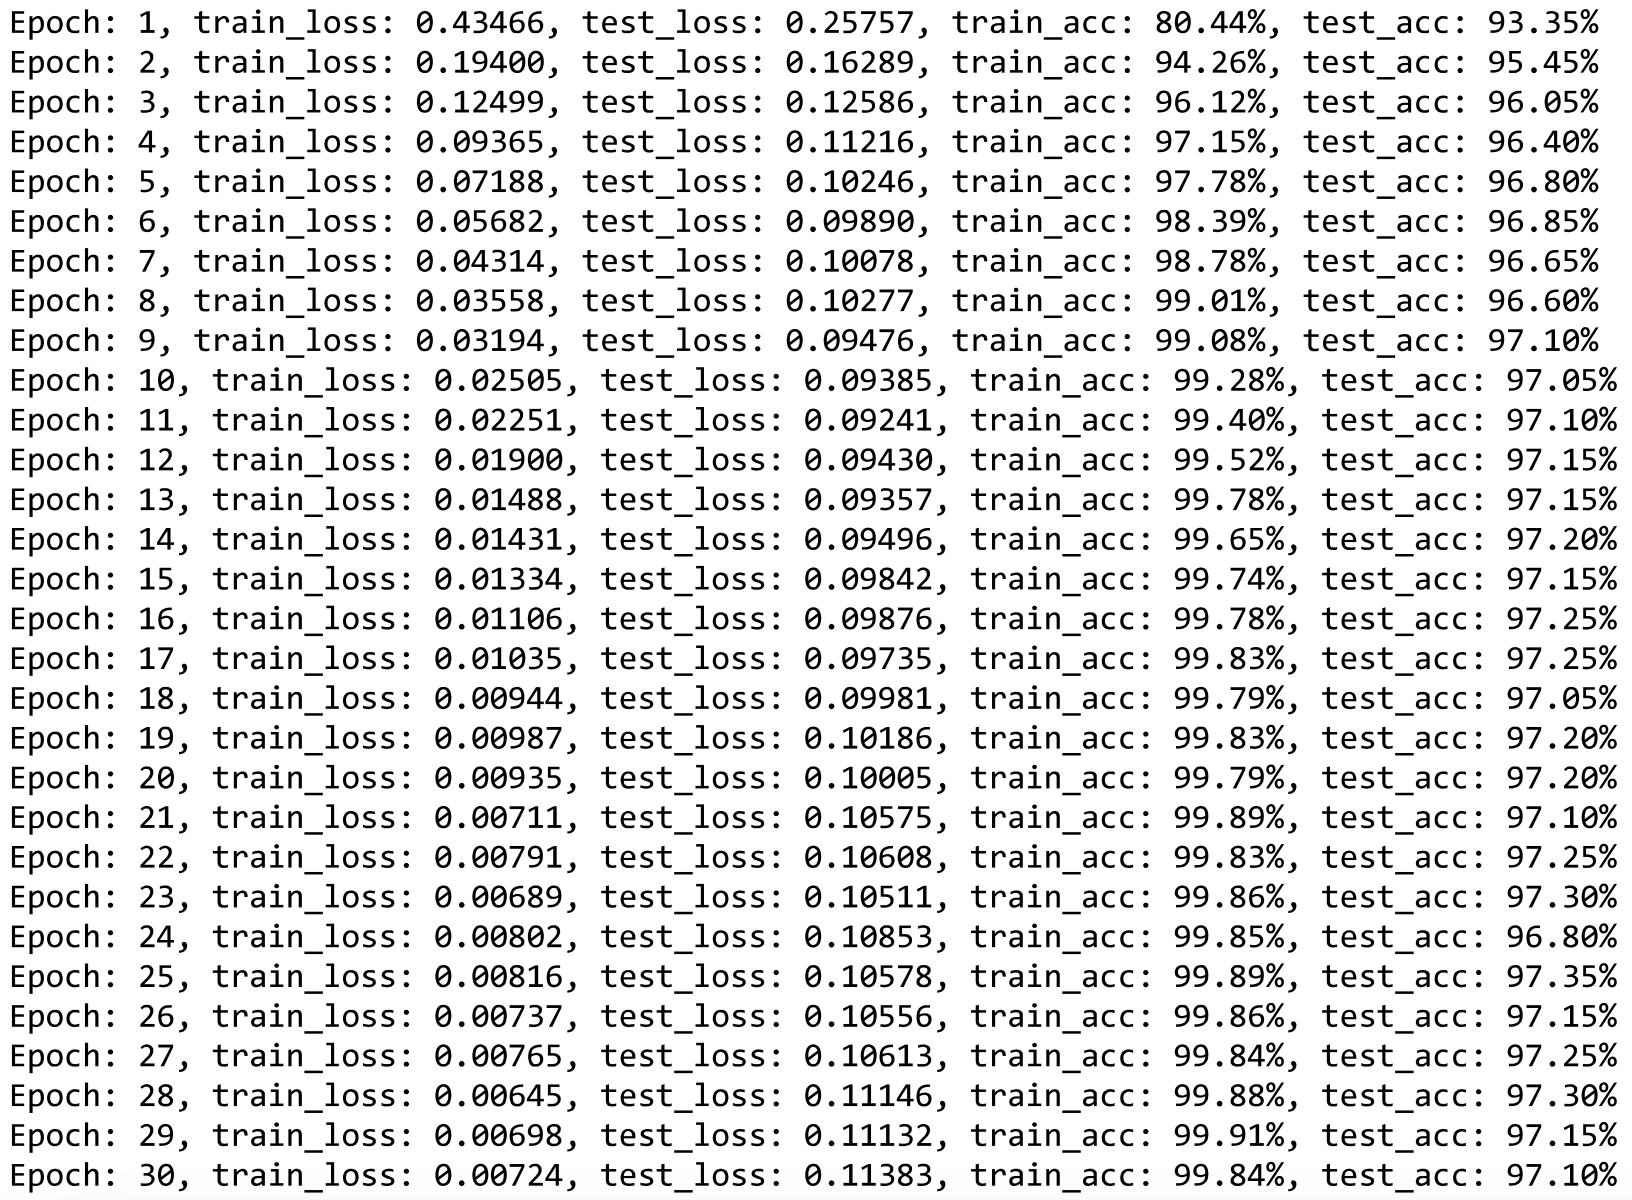 Epoch: 1, train_loss: 0.43466, test_loss: 0.25757, train_acc: 80.44%, test_acc: 93.35%
Epoch: 2, train_loss: 0.19400, test_loss: 0.16289, train_acc: 94.26%, test_acc: 95.45%
Epoch: 3, train_loss: 0.12499, test_loss: 0.12586, train_acc: 96.12%, test_acc: 96.05%
Epoch: 4, train_loss: 0.09365, test_loss: 0.11216, train_acc: 97.15%, test_acc: 96.40%
Epoch: 5, train_loss: 0.07188, test_loss: 0.10246, train_acc: 97.78%, test_acc: 96.80%
Epoch: 6, train_loss: 0.05682, test_loss: 0.09890, train_acc: 98.39%, test_acc: 96.85%
Epoch: 7, train_loss: 0.04314, test_loss: 0.10078, train_acc: 98.78%, test_acc: 96.65%
Epoch: 8, train_loss: 0.03558, test_loss: 0.10277, train_acc: 99.01%, test_acc: 96.60%
Epoch: 9, train_loss: 0.03194, test_loss: 0.09476, train_acc: 99.08%, test_acc: 97.10%
Epoch: 10, train_loss: 0.02505, test_loss: 0.09385, train_acc: 99.28%, test_acc: 97.05%
Epoch: 11, train_loss: 0.02251, test_loss: 0.09241, train_acc: 99.40%, test_acc: 97.10%
Epoch: 12, train_loss: 0.01900, test_loss: 0.09430, train_acc: 99.52%, test_acc: 97.15%
Epoch: 13, train_loss: 0.01488, test_loss: 0.09357, train_acc: 99.78%, test_acc: 97.15%
Epoch: 14, train_loss: 0.01431, test_loss: 0.09496, train_acc: 99.65%, test_acc: 97.20%
Epoch: 15, train_loss: 0.01334, test_loss: 0.09842, train_acc: 99.74%, test_acc: 97.15%
Epoch: 16, train_loss: 0.01106, test_loss: 0.09876, train_acc: 99.78%, test_acc: 97.25%
Epoch: 17, train_loss: 0.01035, test_loss: 0.09735, train_acc: 99.83%, test_acc: 97.25%
Epoch: 18, train_loss: 0.00944, test_loss: 0.09981, train_acc: 99.79%, test_acc: 97.05%
Epoch: 19, train_loss: 0.00987, test_loss: 0.10186, train_acc: 99.83%, test_acc: 97.20%
Epoch: 20, train_loss: 0.00935, test_loss: 0.10005, train_acc: 99.79%, test_acc: 97.20%
Epoch: 21, train_loss: 0.00711, test_loss: 0.10575, train_acc: 99.89%, test_acc: 97.10%
Epoch: 22, train_loss: 0.00791, test_loss: 0.10608, train_acc: 99.83%, test_acc: 97.25%
Epoch: 23, train_loss: 0.00689, test_loss: 0.10511, train_acc: 99.86%, test_acc: 97.30%
Epoch: 24, train_loss: 0.00802, test_loss: 0.10853, train_acc: 99.85%, test_acc: 96.80%
Epoch: 25, train_loss: 0.00816, test_loss: 0.10578, train_acc: 99.89%, test_acc: 97.35%
Epoch: 26, train_loss: 0.00737, test_loss: 0.10556, train_acc: 99.86%, test_acc: 97.15%
Epoch: 27, train_loss: 0.00765, test_loss: 0.10613, train_acc: 99.84%, test_acc: 97.25%
Epoch: 28, train_loss: 0.00645, test_loss: 0.11146, train_acc: 99.88%, test_acc: 97.30%
Epoch: 29, train_loss: 0.00698, test_loss: 0.11132, train_acc: 99.91%, test_acc: 97.15%
Epoch: 30, train_loss: 0.00724, test_loss: 0.11383, train_acc: 99.84%, test_acc: 97.10%